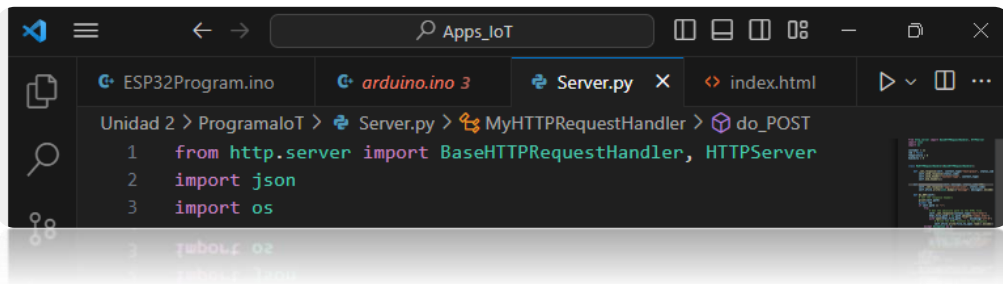 Apps_IoT
ESP32Program.ino arduino.ino 3 Server.py index.html
Unidad 2 > ProgramaIoT > Server.py > MyHTTPRequestHandler > do_POST
1 from http.server import BaseHTTPRequestHandler, HTTPServer
2 import json
3 import os